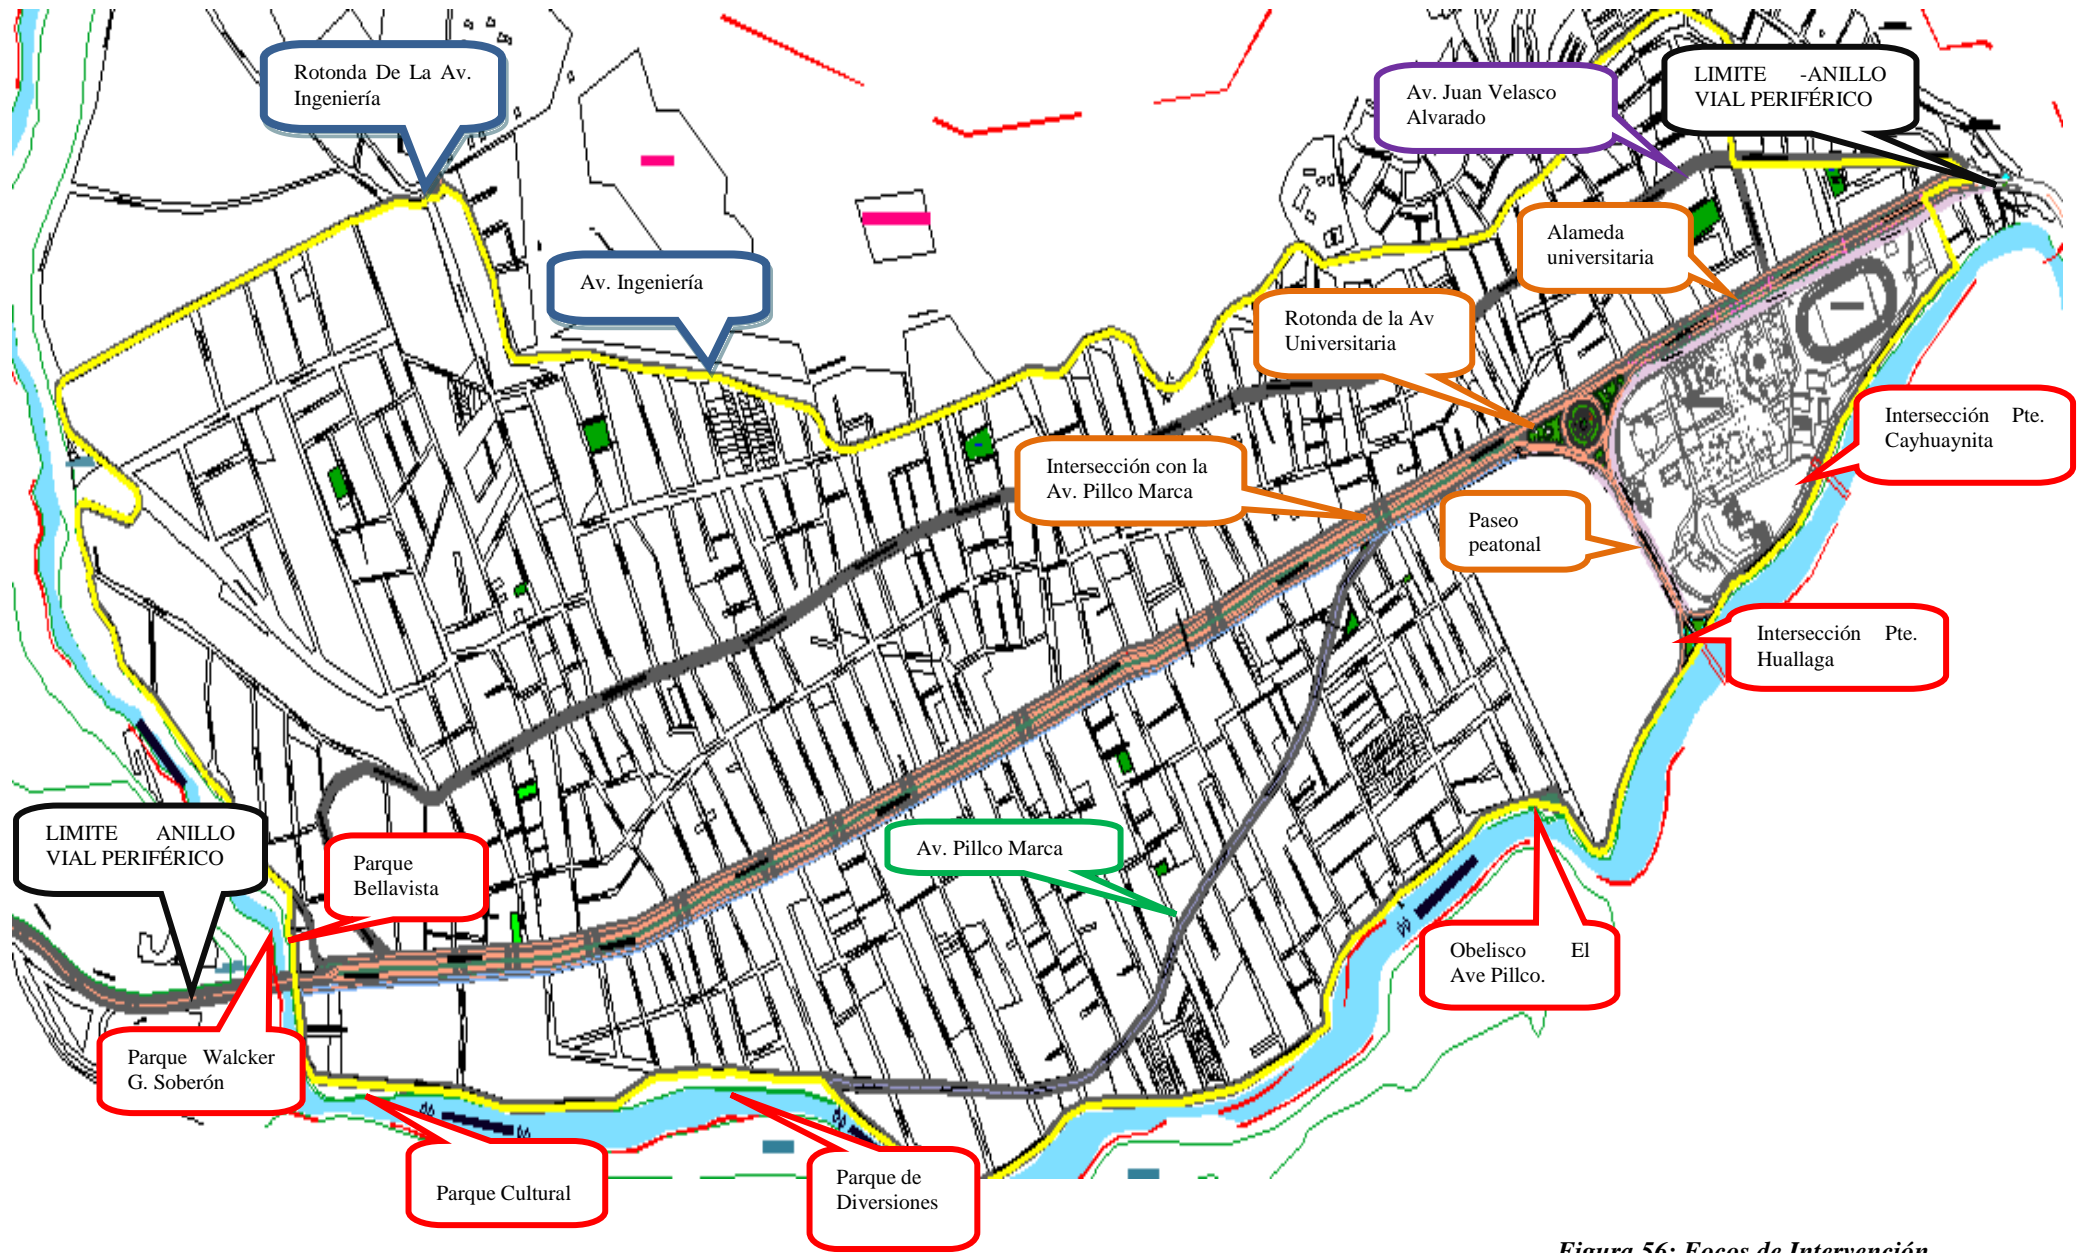 Rotonda De La Av.
Ingeniería
Av. Juan Velasco
Alvarado
LIMITE -ANILLO
VIAL PERIFÉRICO
Alameda
universitaria
Av. Ingeniería
Rotonda de la Av
Universitaria
Intersección Pte.
Cayhuaynita
Intersección con la
Av. Pillco Marca
Paseo
peatonal
Intersección Pte.
Huallaga
LIMITE ANILLO
VIAL PERIFÉRICO
Parque
Bellavista
Av. Pillco Marca
Obelisco El
Ave Pillco.
Parque Walcker
G. Soberón
Parque Cultural
Parque de
Diversiones
Figura 56: Focos de Intervención